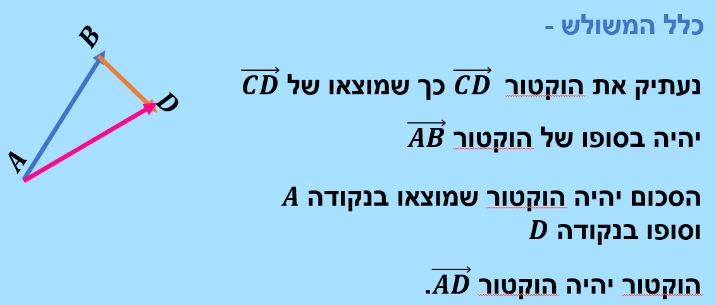 כלל המשולש -
נעתיק את הוקטור $\overrightarrow{CD}$ כך שמוצאו של $\overrightarrow{CD}$
יהיה בסופו של הוקטור $\overrightarrow{AB}$
הסכום יהיה הוקטור שמוצאו בנקודה A
וסופו בנקודה D
הוקטור יהיה הוקטור $\overrightarrow{AD}$.
B
D
A